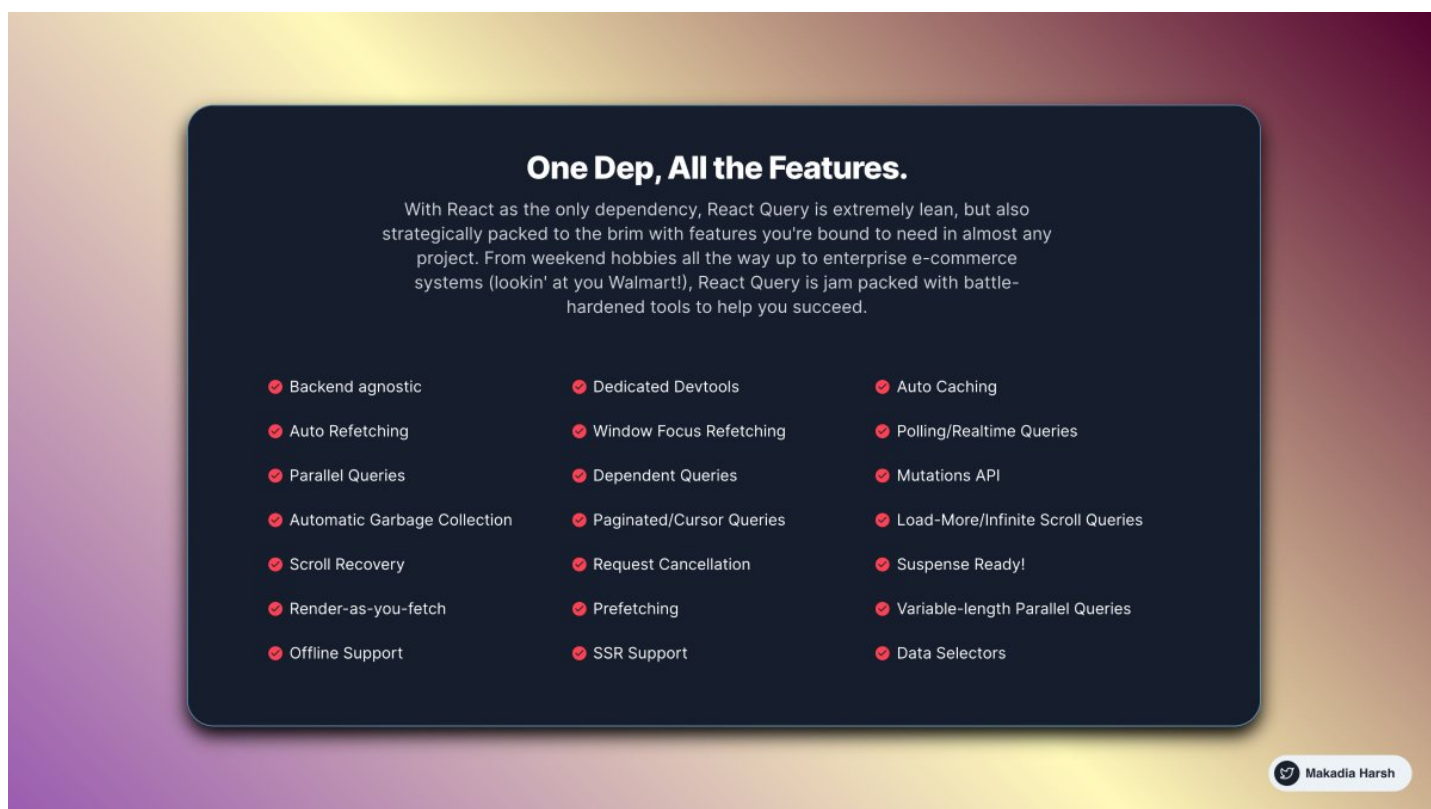 One Dep, All the Features.
With React as the only dependency, React Query is extremely lean, but also
strategically packed to the brim with features you're bound to need in almost any
project. From weekend hobbies all the way up to enterprise e-commerce
systems (lookin' at you Walmart!), React Query is jam packed with battle-
hardened tools to help you succeed.
Backend agnostic
Dedicated Devtools
Auto Caching
Auto Refetching
Window Focus Refetching
Polling/Realtime Queries
Parallel Queries
Dependent Queries
Mutations API
Automatic Garbage Collection
Paginated/Cursor Queries
Load-More/Infinite Scroll Queries
Scroll Recovery
Request Cancellation
Suspense Ready!
Render-as-you-fetch
Prefetching
Variable-length Parallel Queries
Offline Support
SSR Support
Data Selectors
Makadia Harsh